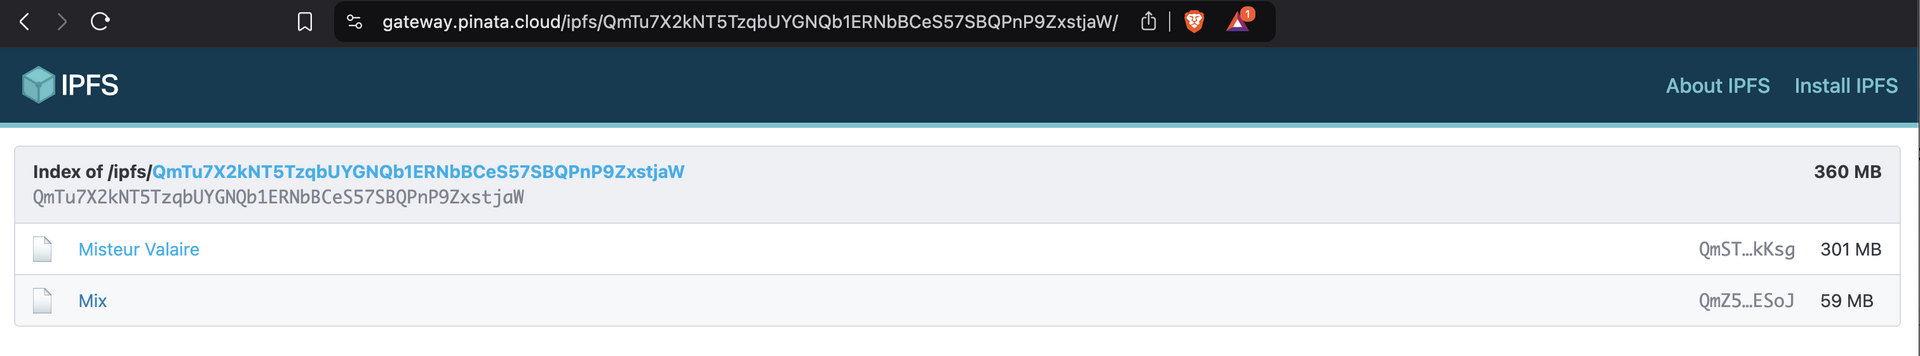 gateway.pinata.cloud/ipfs/QmTu7X2kNT5TzqbUYGNQb1ERNbBCeS57SBQPnP9ZxstjaW/ 1
IPFS About IPFS Install IPFS
Index of /ipfs/QmTu7X2kNT5TzqbUYGNQb1ERNbBCeS57SBQPnP9ZxstjaW 360 MB
QmTu7X2kNT5TzqbUYGNQb1ERNbBCeS57SBQPnP9ZxstjaW
Misteur Valaire QmST…kKsg 301 MB
Mix QmZ5…ESoJ 59 MB